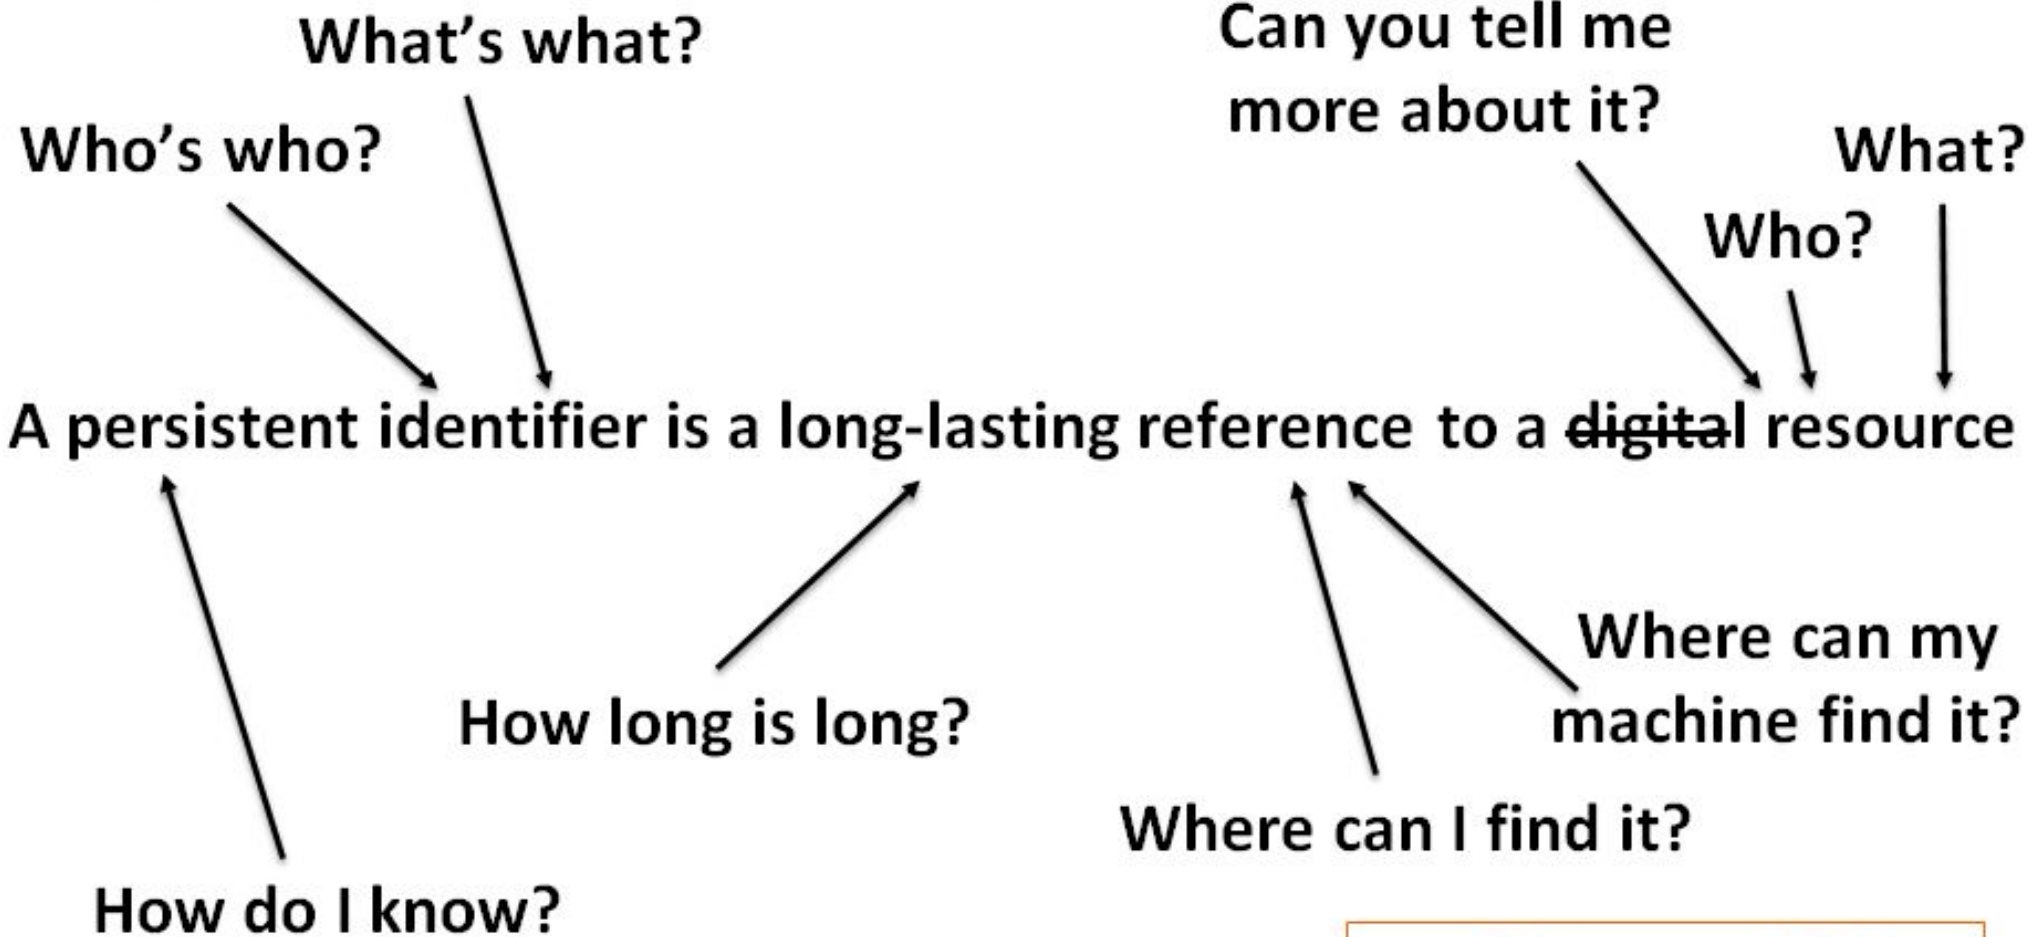 What's what?
Can you tell me
more about it?
Who's who?
What?
Who?
A persistent identifier is a long-lasting reference to a digital resource
How long is long?
Where can my
machine find it?
Where can I find it?
How do I know?